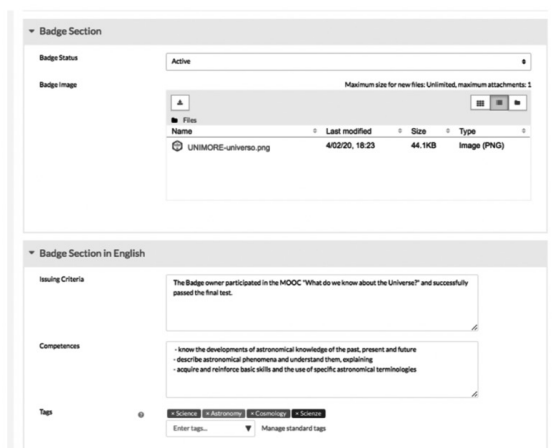 Badge Section
Badge Status
Active
Badge Image
Maximum size for new files: Unlimited, maximum attachments: 1
Files
Name Last modified Size Type
UNIMORE-universo.png 4/02/20, 18:23 44.1KB Image (PNG)
Badge Section in English
Issuing Criteria
The Badge owner participated in the MOOC "What do we know about the Universe?" and successfully
passed the final test.
Competences
- know the developments of astronomical knowledge of the past, present and future
- describe astronomical phenomena and understand them, explaining
- acquire and reinforce basic skills and the use of specific astronomical terminologies
Tags
× Science × Astronomy × Cosmology × Scienze
Enter tags... ▼ Manage standard tags